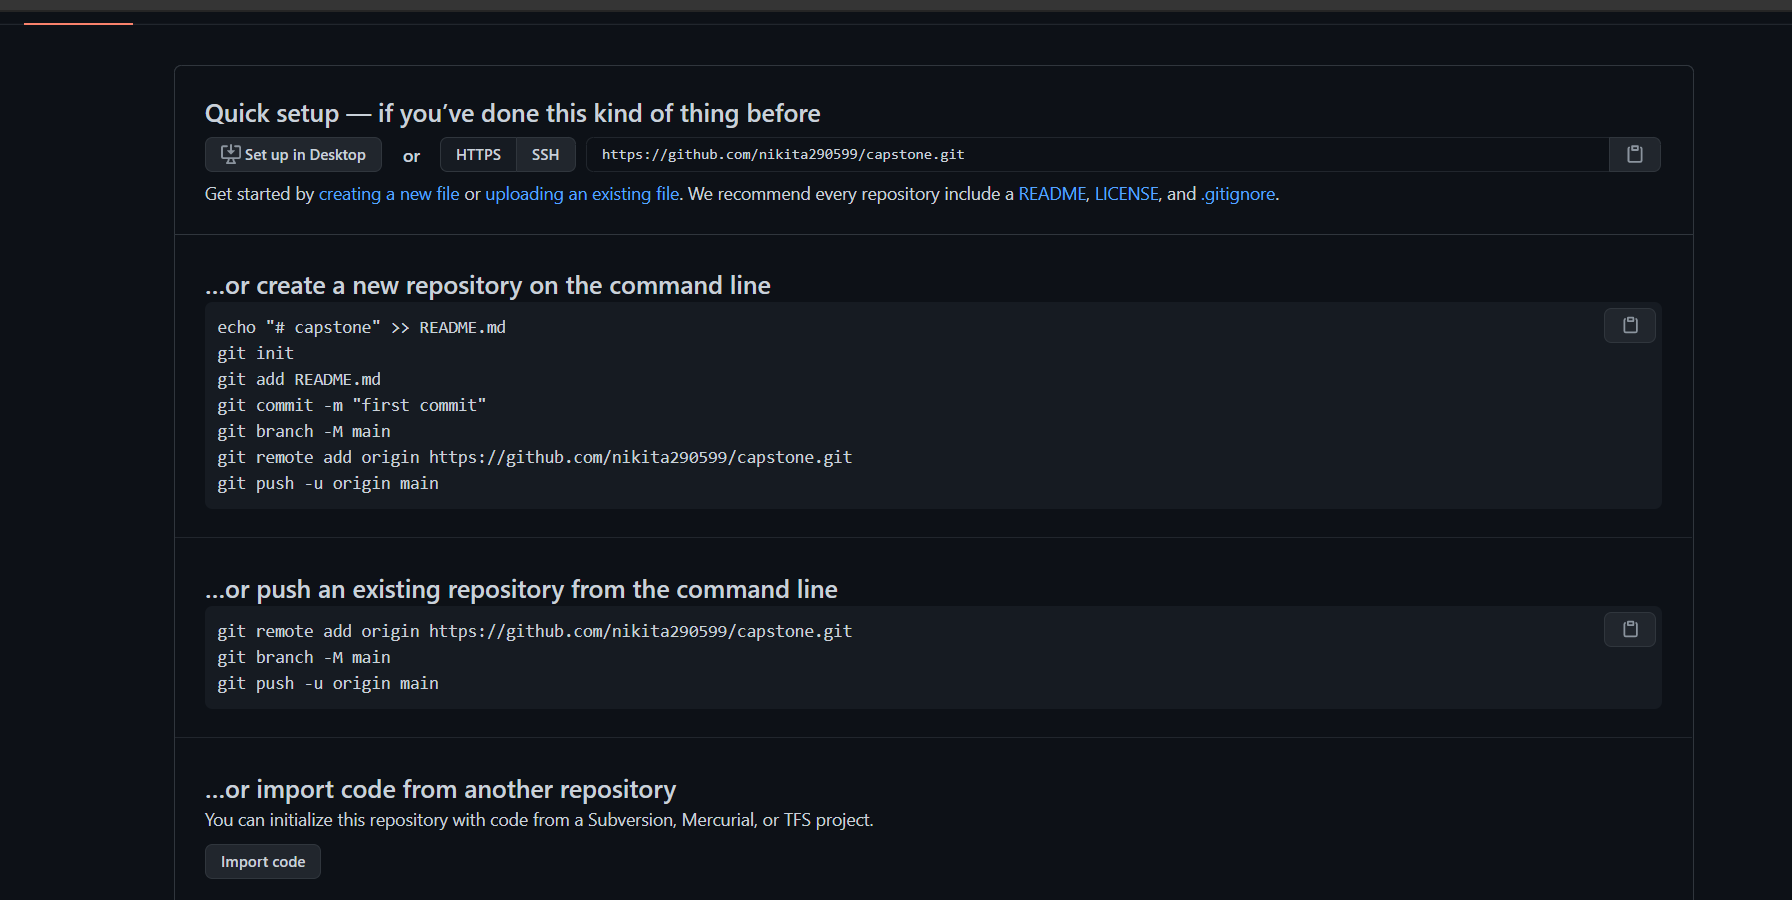 Quick setup — if you’ve done this kind of thing before
Set up in Desktop or HTTPS SSH https://github.com/nikita290599/capstone.git
Get started by creating a new file or uploading an existing file. We recommend every repository include a README, LICENSE, and .gitignore.
…or create a new repository on the command line
echo "# capstone" >> README.md
git init
git add README.md
git commit -m "first commit"
git branch -M main
git remote add origin https://github.com/nikita290599/capstone.git
git push -u origin main
…or push an existing repository from the command line
git remote add origin https://github.com/nikita290599/capstone.git
git branch -M main
git push -u origin main
…or import code from another repository
You can initialize this repository with code from a Subversion, Mercurial, or TFS project.
Import code